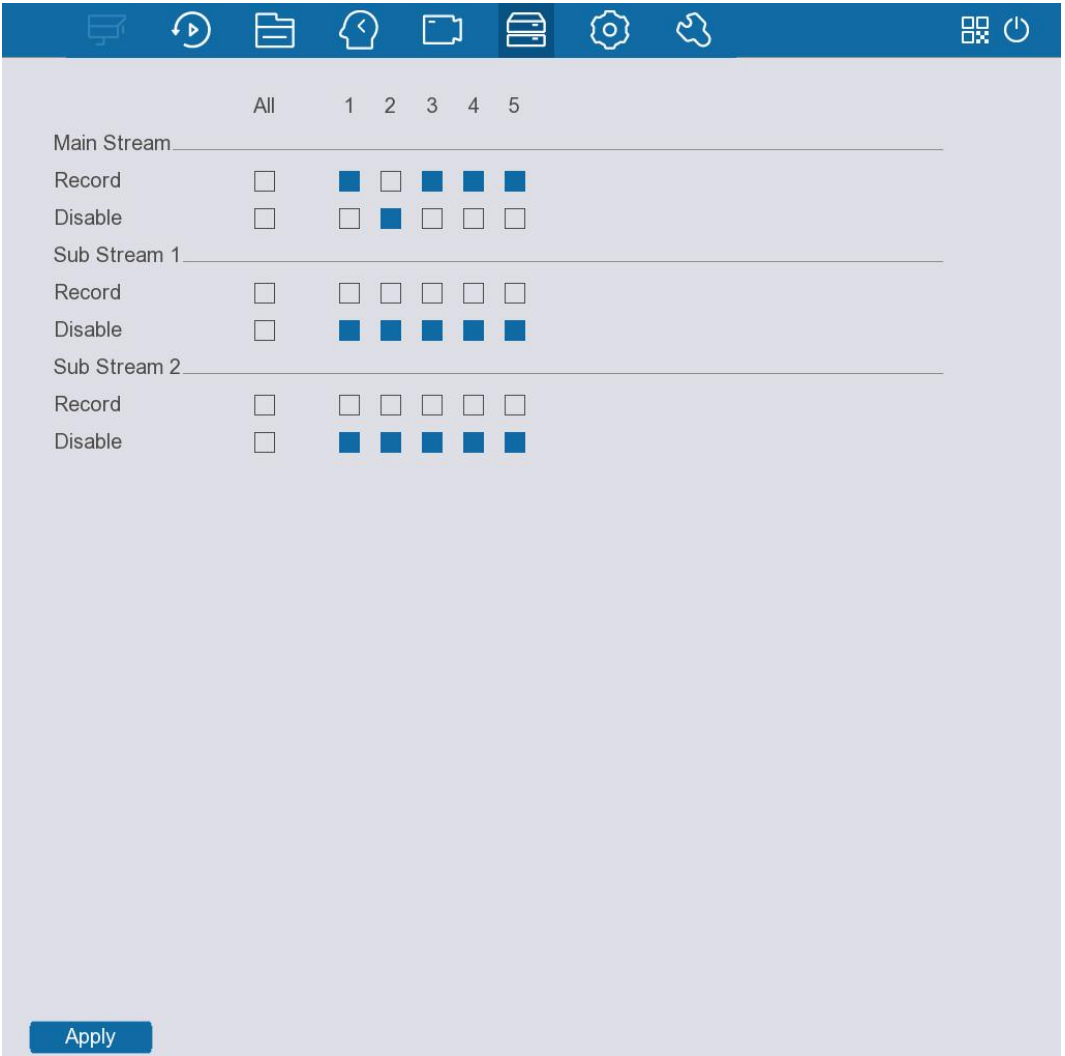 All 1 2 3 4 5
Main Stream
Record
Disable
Sub Stream 1
Record
Disable
Sub Stream 2
Record
Disable
Apply